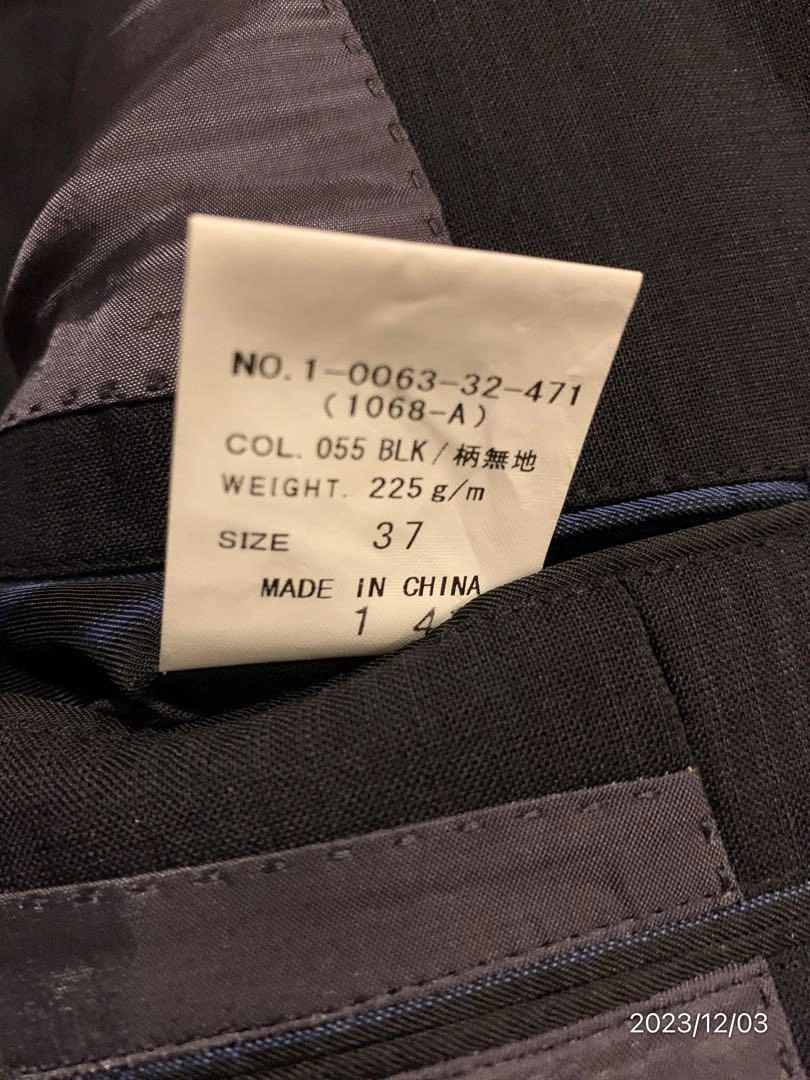 NO.1-0063-32-471
(1068-A)
COL. 055 BLK/柄無地
WEIGHT. 225g/m
SIZE 37
MADE IN CHINA
1
2023/12/03